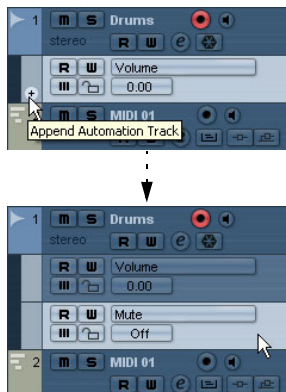 1 m S Drums
stereo R W e
R W Volume
0.00
m S MIDI 01
Append Automation Track
R W e
1 m S Drums
stereo R W e
R W Volume
0.00
R W Mute
Off
2 m S MIDI 01
R W e